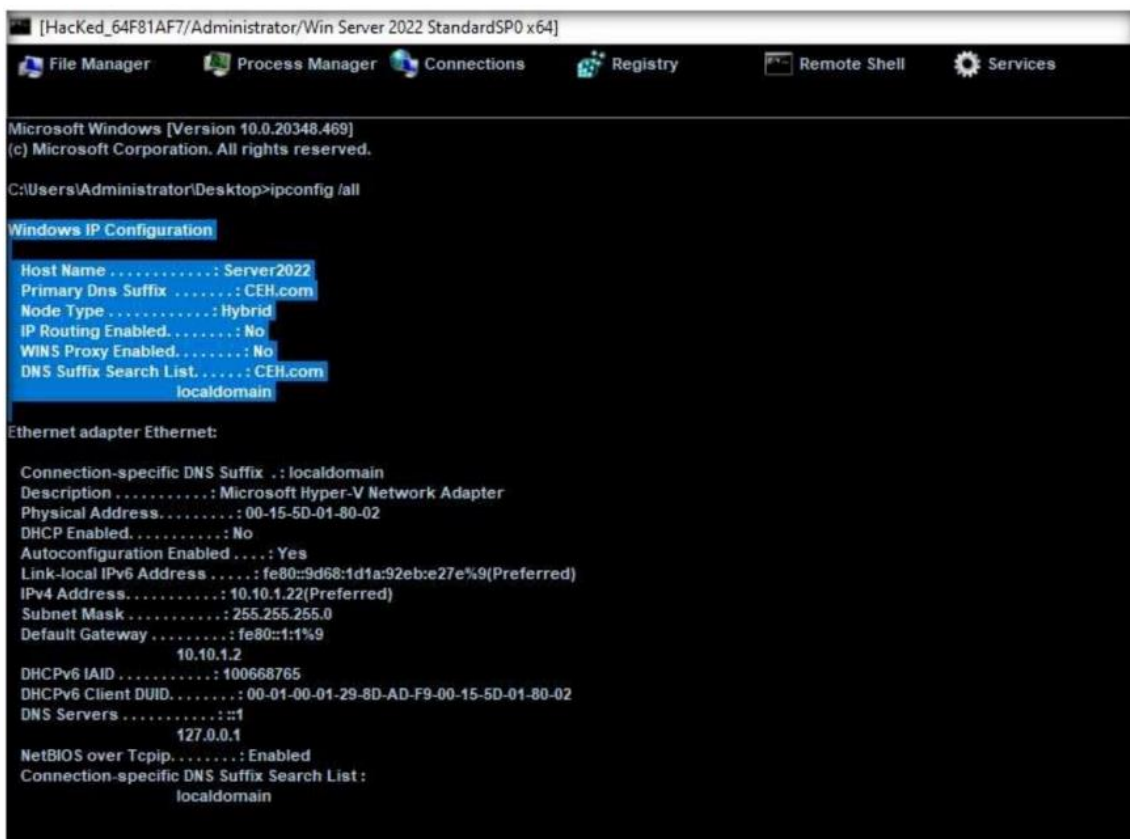 [HacKed_64F81AF7/Administrator/Win Server 2022 StandardSP0 x64]
File Manager Process Manager Connections Registry Remote Shell Services
Microsoft Windows [Version 10.0.20348.469]
(c) Microsoft Corporation. All rights reserved.
C:\Users\Administrator\Desktop>ipconfig /all
Windows IP Configuration
Host Name . . . . . . . . . . . . : Server2022
Primary Dns Suffix . . . . . . . : CEH.com
Node Type . . . . . . . . . . . . : Hybrid
IP Routing Enabled. . . . . . . . : No
WINS Proxy Enabled. . . . . . . . : No
DNS Suffix Search List. . . . . . : CEH.com
localdomain
Ethernet adapter Ethernet:
Connection-specific DNS Suffix . : localdomain
Description . . . . . . . . . . . : Microsoft Hyper-V Network Adapter
Physical Address. . . . . . . . . : 00-15-5D-01-80-02
DHCP Enabled. . . . . . . . . . . : No
Autoconfiguration Enabled . . . . : Yes
Link-local IPv6 Address . . . . . : fe80::9d68:1d1a:92eb:e27e%9(Preferred)
IPv4 Address. . . . . . . . . . . : 10.10.1.22(Preferred)
Subnet Mask . . . . . . . . . . . : 255.255.255.0
Default Gateway . . . . . . . . . : fe80::1:1%9
10.10.1.2
DHCPv6 IAID . . . . . . . . . . . : 100668765
DHCPv6 Client DUID. . . . . . . . : 00-01-00-01-29-8D-AD-F9-00-15-5D-01-80-02
DNS Servers . . . . . . . . . . . : ::1
127.0.0.1
NetBIOS over Tcpip. . . . . . . . : Enabled
Connection-specific DNS Suffix Search List :
localdomain